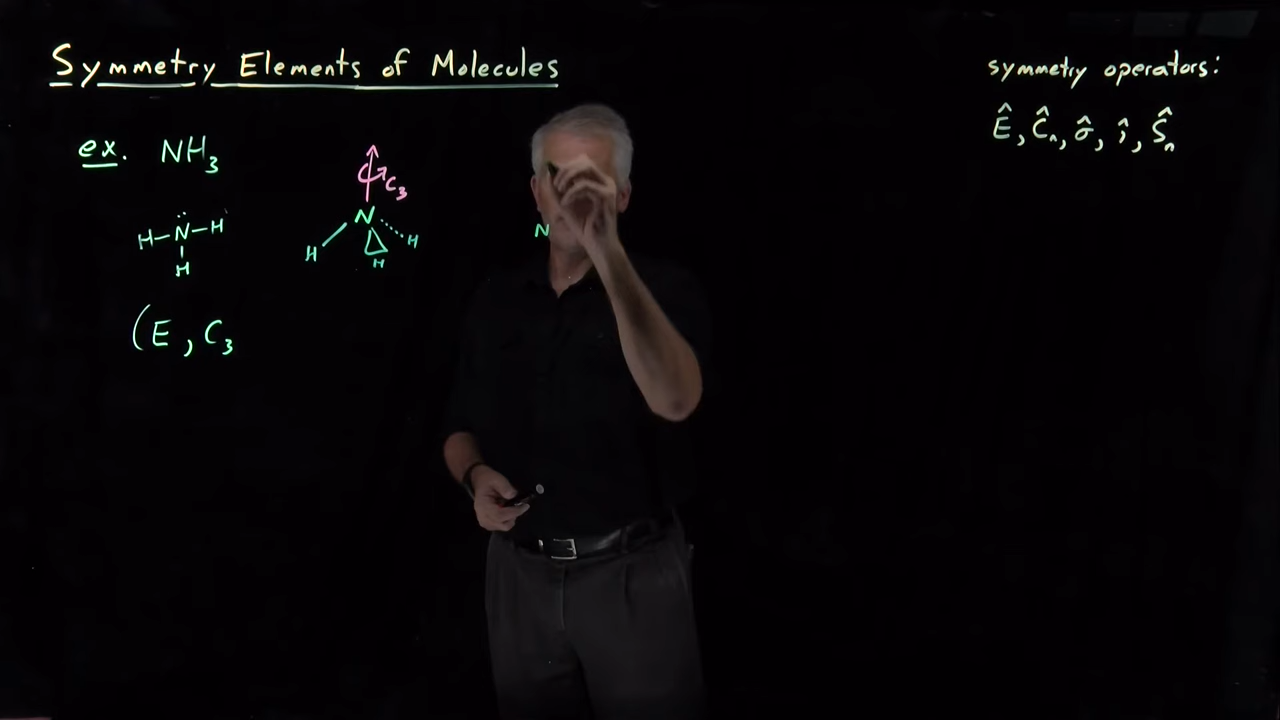 Symmetry Elements of Molecules
symmetry operators:
Ê, Ĉₙ, σ̂, î, Ŝₙ
ex. NH₃
C₃
N
H H
H
N
H–N̈–H
H
(E, C₃